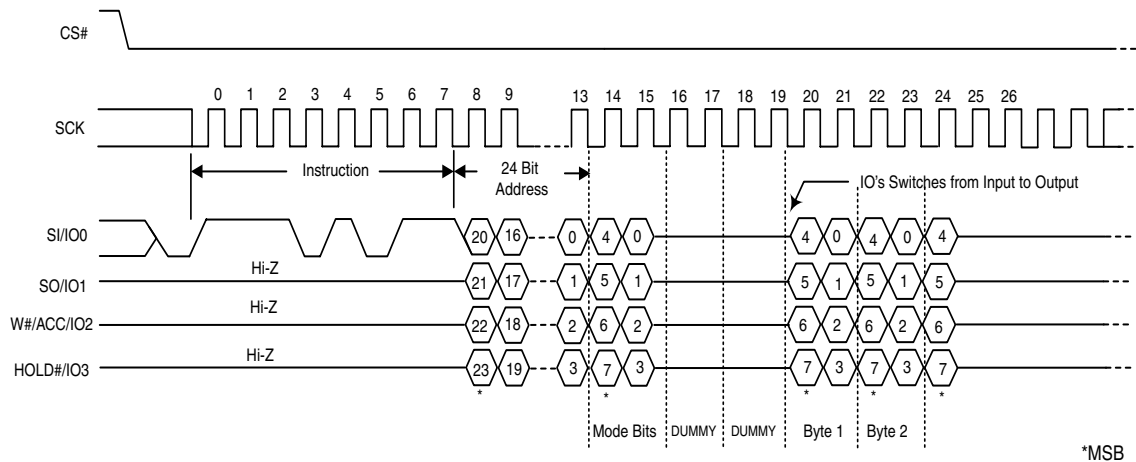 CS#
0 1 2 3 4 5 6 7 8 9 13 14 15 16 17 18 19 20 21 22 23 24 25 26
SCK
Instruction
24 Bit
Address
IO's Switches from Input to Output
SI/IO0 20 16 0 4 0 4 0 4 0 4
Hi-Z
SO/IO1 21 17 1 5 1 5 1 5 1 5
Hi-Z
W#/ACC/IO2 22 18 2 6 2 6 2 6 2 6
Hi-Z
HOLD#/IO3 23 19 3 7 3 7 3 7 3 7
* * * * *
Mode Bits DUMMY DUMMY Byte 1 Byte 2
*MSB